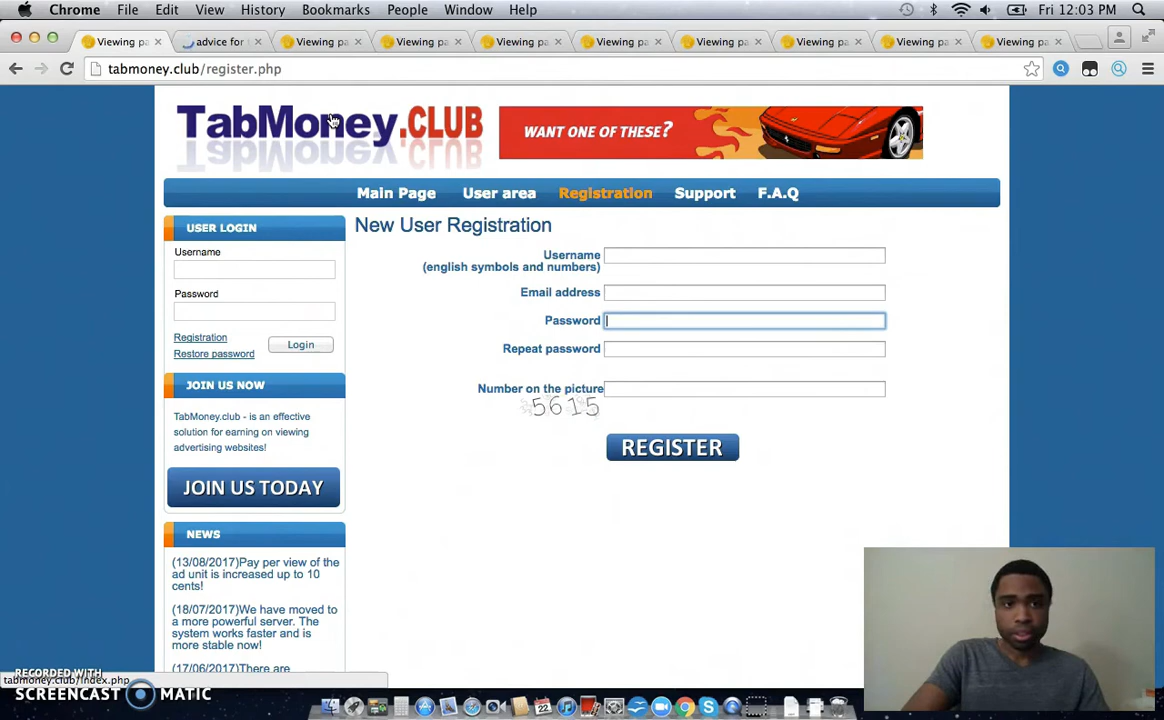 Chrome File Edit View History Bookmarks People Window Help Fri 12:03 PM
Viewing pa advice for Viewing pa Viewing pa Viewing pa Viewing pa Viewing pa Viewing pa Viewing pa Viewing pa
tabmoney.club/register.php
TabMoney.CLUB
WANT ONE OF THESE?
Main Page User area Registration Support F.A.Q
USER LOGIN
Username
Password
Registration
Restore password
Login
JOIN US NOW
TabMoney.club - is an effective
solution for earning on viewing
advertising websites!
JOIN US TODAY
NEWS
(13/08/2017)Pay per view of the
ad unit is increased up to 10
cents!
(18/07/2017)We have moved to
a more powerful server. The
system works faster and is
more stable now!
(17/06/2017)There are
New User Registration
Username
(english symbols and numbers)
Email address
Password
Repeat password
Number on the picture
5615
REGISTER
tabmoney.club/index.php
RECORDED WITH
SCREENCAST MATIC
22